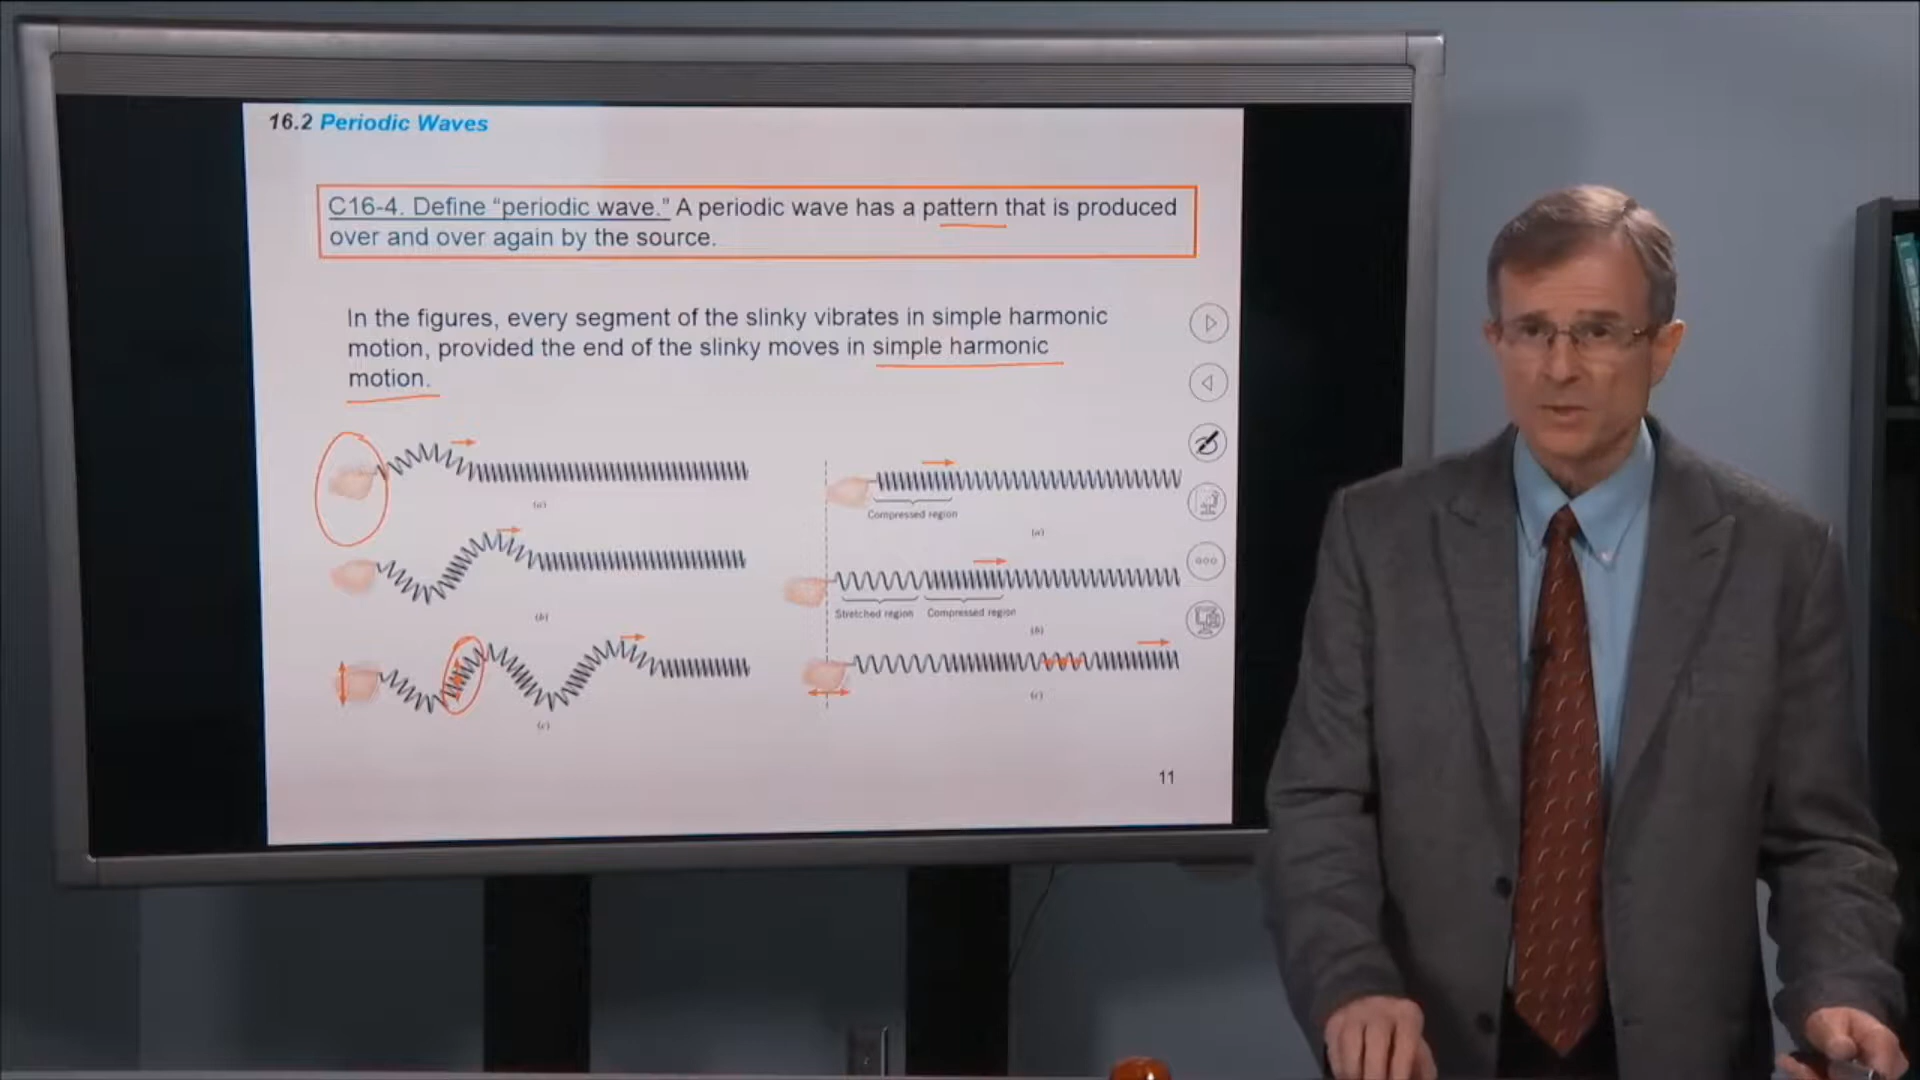 16.2 Periodic Waves
C16-4. Define “periodic wave.” A periodic wave has a pattern that is produced
over and over again by the source.
In the figures, every segment of the slinky vibrates in simple harmonic
motion, provided the end of the slinky moves in simple harmonic
motion.
(a)
(b)
(c)
Compressed region
(a)
Stretched region Compressed region
(b)
(c)
11